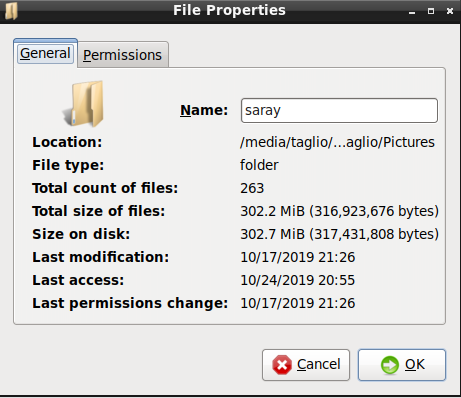 File Properties
General Permissions
Name: saray
Location: /media/taglio/...aglio/Pictures
File type: folder
Total count of files: 263
Total size of files: 302.2 MiB (316,923,676 bytes)
Size on disk: 302.7 MiB (317,431,808 bytes)
Last modification: 10/17/2019 21:26
Last access: 10/24/2019 20:55
Last permissions change: 10/17/2019 21:26
Cancel OK